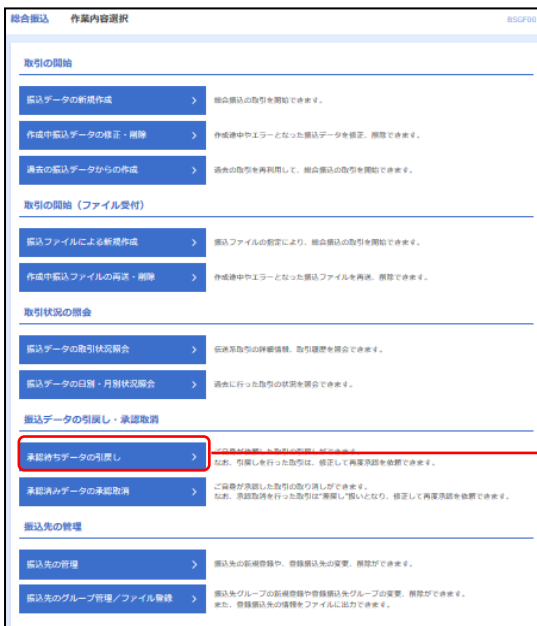 総合振込 作業内容選択 BSGF00
取引の開始
振込データの新規作成
総合振込の取引を開始できます。
作成中振込データの修正・削除
作成途中やエラーとなった振込データを修正、削除できます。
過去の振込データからの作成
過去の取引を再利用して、総合振込の取引を開始できます。
取引の開始（ファイル受付）
振込ファイルによる新規作成
振込ファイルの指定により、総合振込の取引を開始できます。
作成中振込ファイルの再送・削除
作成途中やエラーとなった振込ファイルを再送、削除できます。
取引状況の照会
振込データの取引状況照会
伝送系取引の詳細情報、取引履歴を照会できます。
振込データの日別・月別状況照会
過去に行った取引の状況を照会できます。
振込データの引戻し・承認取消
承認待ちデータの引戻し
ご自身が依頼した取引の引戻しができます。
なお、引戻しを行った取引は、修正して再度承認を依頼できます。
承認済みデータの承認取消
ご自身が承認した取引の取り消しができます。
なお、承認取消を行った取引は"差戻し"扱いとなり、修正して再度承認を依頼できます。
振込先の管理
振込先の管理
振込先の新規登録や、登録振込先の変更、削除ができます。
振込先のグループ管理／ファイル登録
振込先グループの新規登録や登録振込先グループの変更、削除ができます。
また、登録振込先の情報をファイルに出力できます。